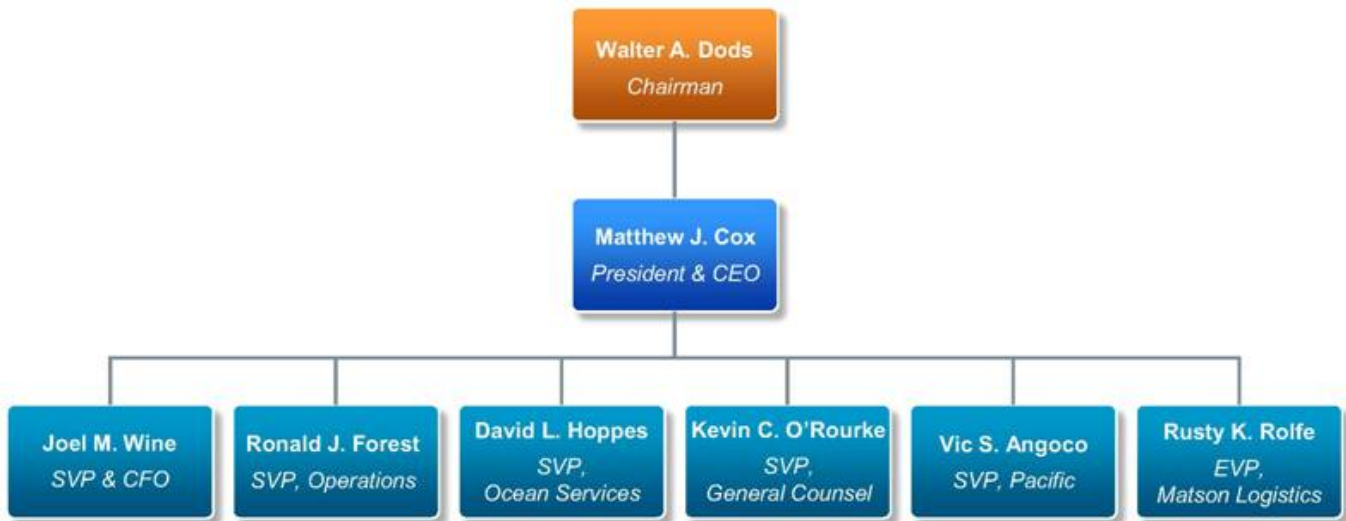 Walter A. Dods
Chairman
Matthew J. Cox
President & CEO
Joel M. Wine
SVP & CFO
Ronald J. Forest
SVP, Operations
David L. Hoppes
SVP,
Ocean Services
Kevin C. O’Rourke
SVP,
General Counsel
Vic S. Angoco
SVP, Pacific
Rusty K. Rolfe
EVP,
Matson Logistics